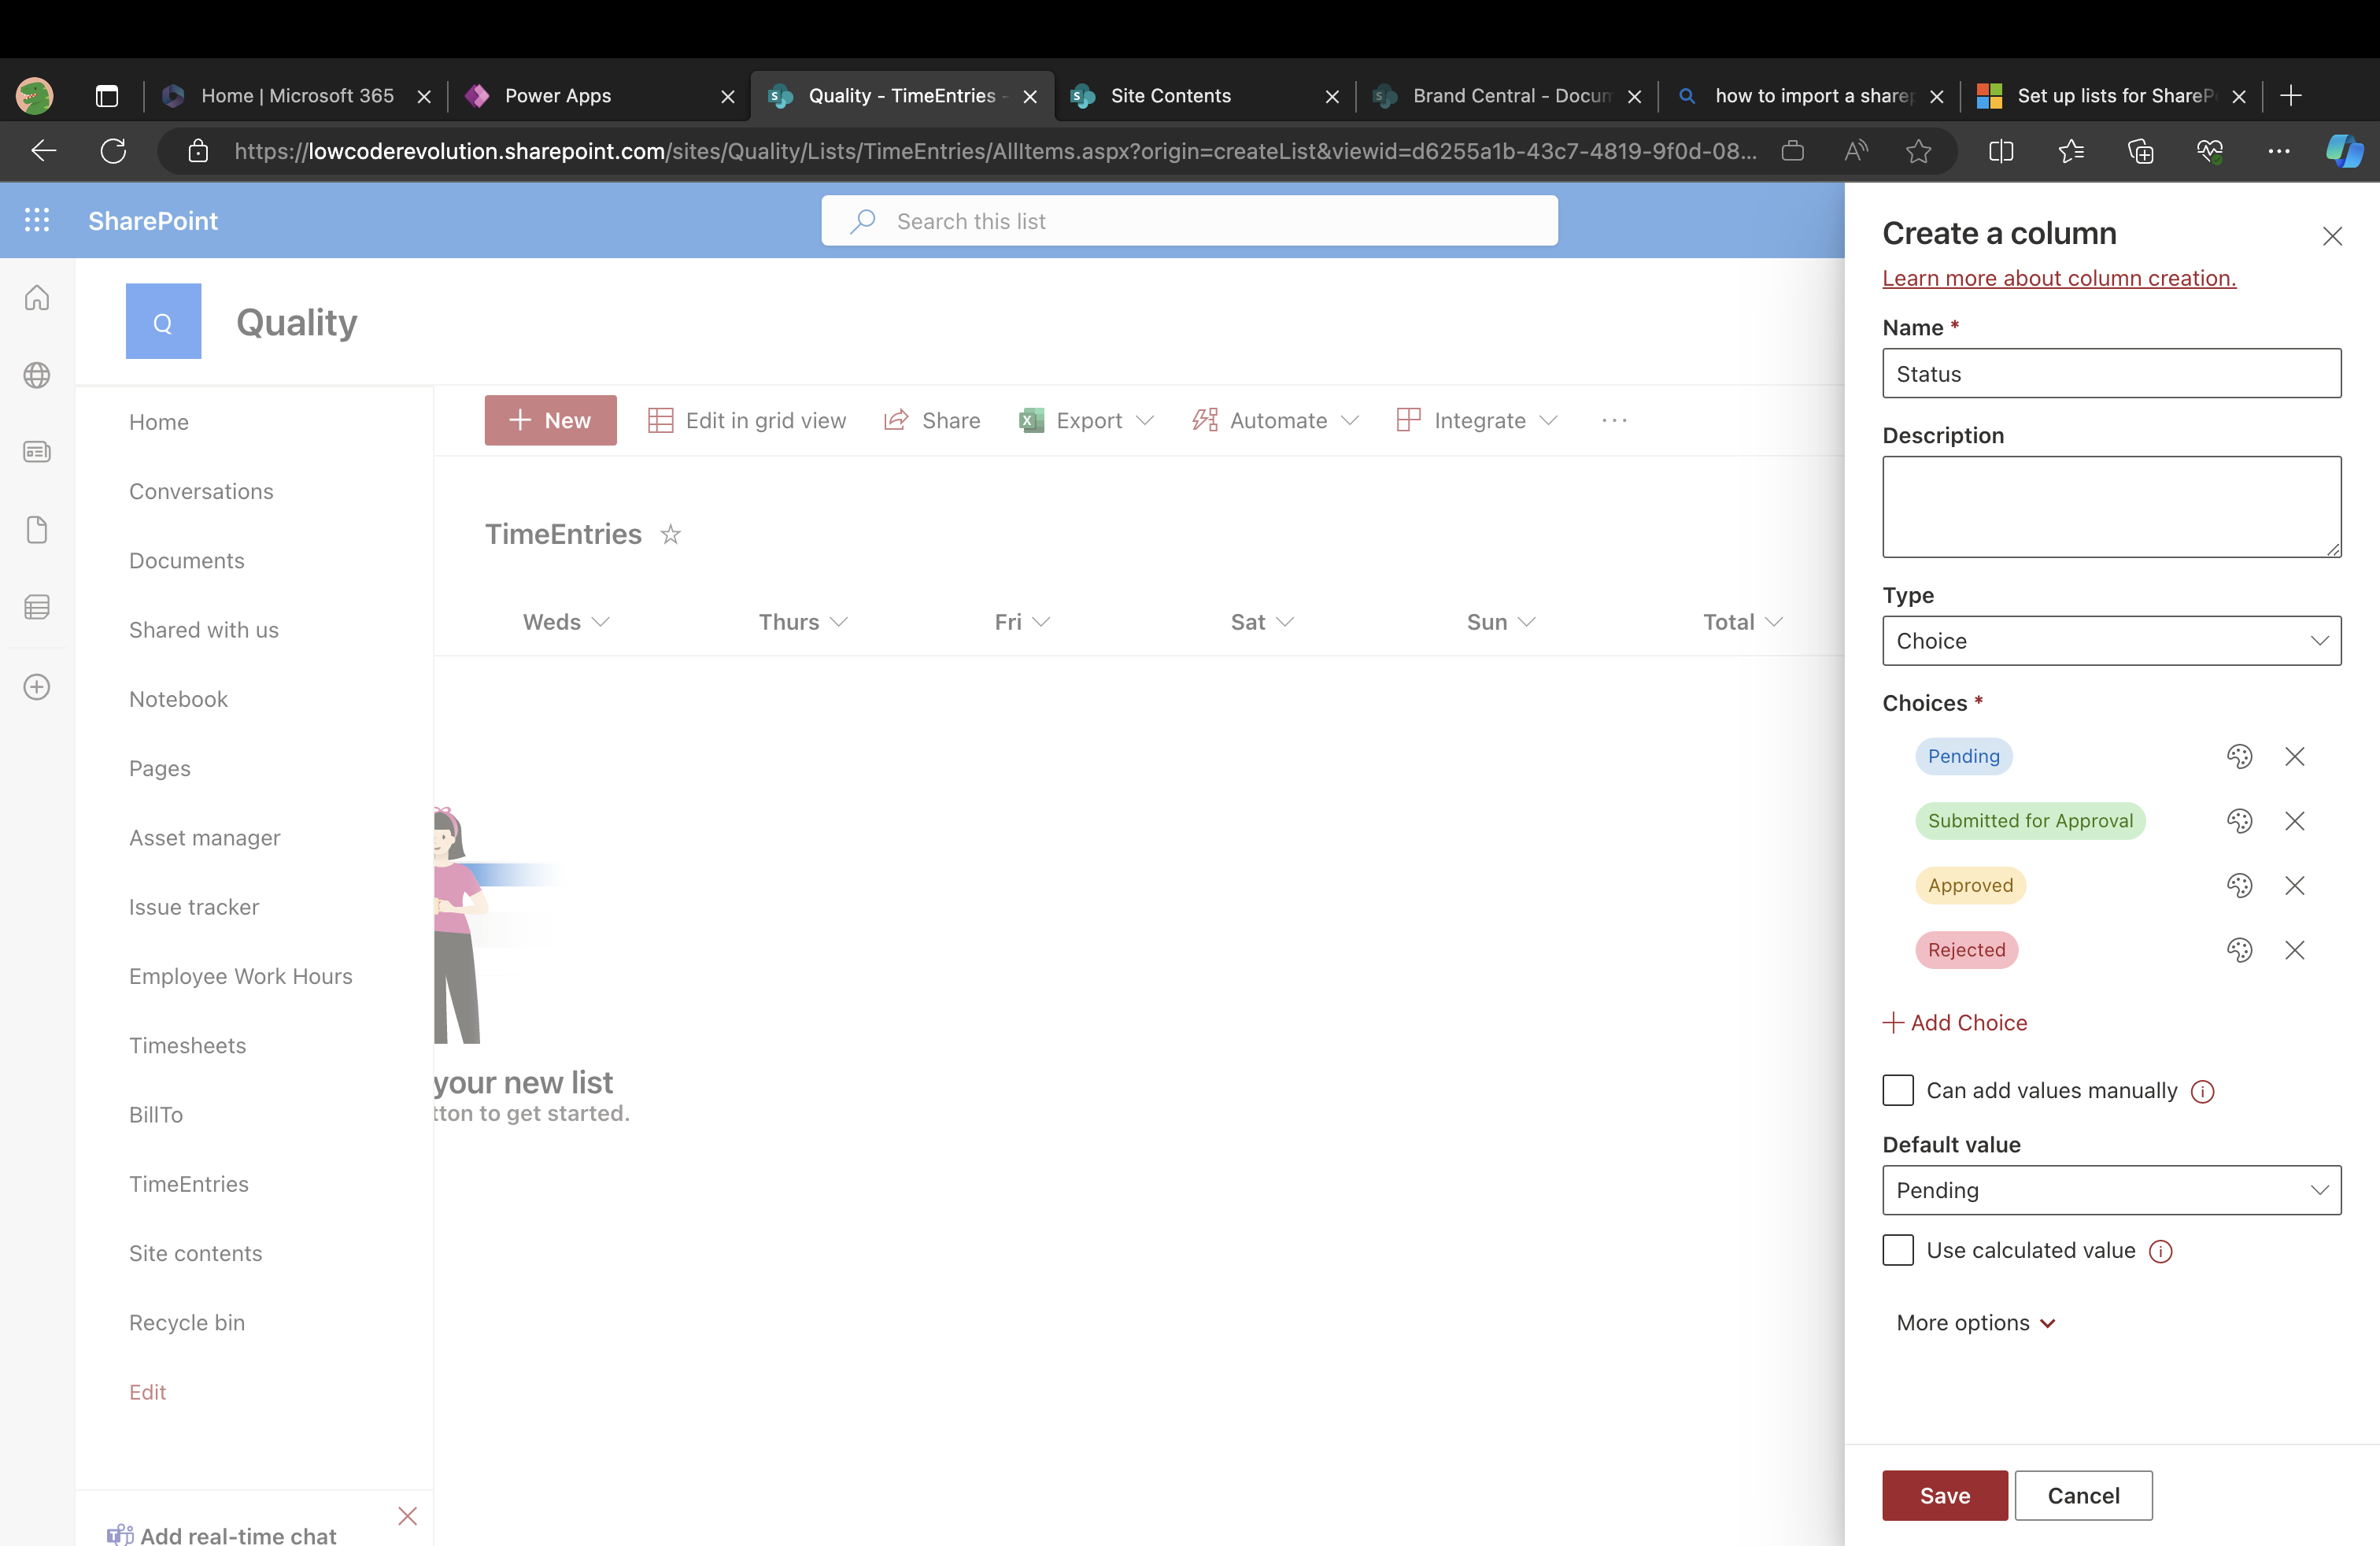 Home | Microsoft 365
Power Apps
Quality - TimeEntries -
Site Contents
Brand Central - Docum
how to import a sharep
Set up lists for ShareP
https://lowcoderevolution.sharepoint.com/sites/Quality/Lists/TimeEntries/AllItems.aspx?origin=createList&viewid=d6255a1b-43c7-4819-9f0d-08...
SharePoint
Search this list
Q
Quality
Home
Conversations
Documents
Shared with us
Notebook
Pages
Asset manager
Issue tracker
Employee Work Hours
Timesheets
BillTo
TimeEntries
Site contents
Recycle bin
Edit
Add real-time chat
New
Edit in grid view
Share
Export
Automate
Integrate
TimeEntries
Weds
Thurs
Fri
Sat
Sun
Total
your new list
tton to get started.
Create a column
Learn more about column creation.
Name *
Status
Description
Type
Choice
Choices *
Pending
Submitted for Approval
Approved
Rejected
Add Choice
Can add values manually
Default value
Pending
Use calculated value
More options
Save
Cancel